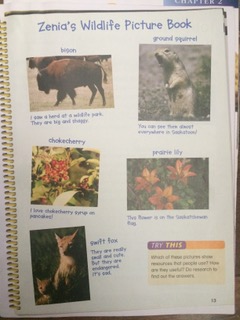 CHAPTER 2
Zenia's Wildlife Picture Book
bison
I saw a herd at a wildlife park.
They are big and shaggy.
ground squirrel
You can see them almost
everywhere in Saskatoon!
chokecherry
I love chokecherry syrup on
pancakes!
prairie lily
This flower is on the Saskatchewan
flag.
swift fox
They are really
small and cute,
but they are
endangered.
It's sad.
TRY THIS
Which of these pictures show
resources that people use? How
are they useful? Do research to
find out the answers.